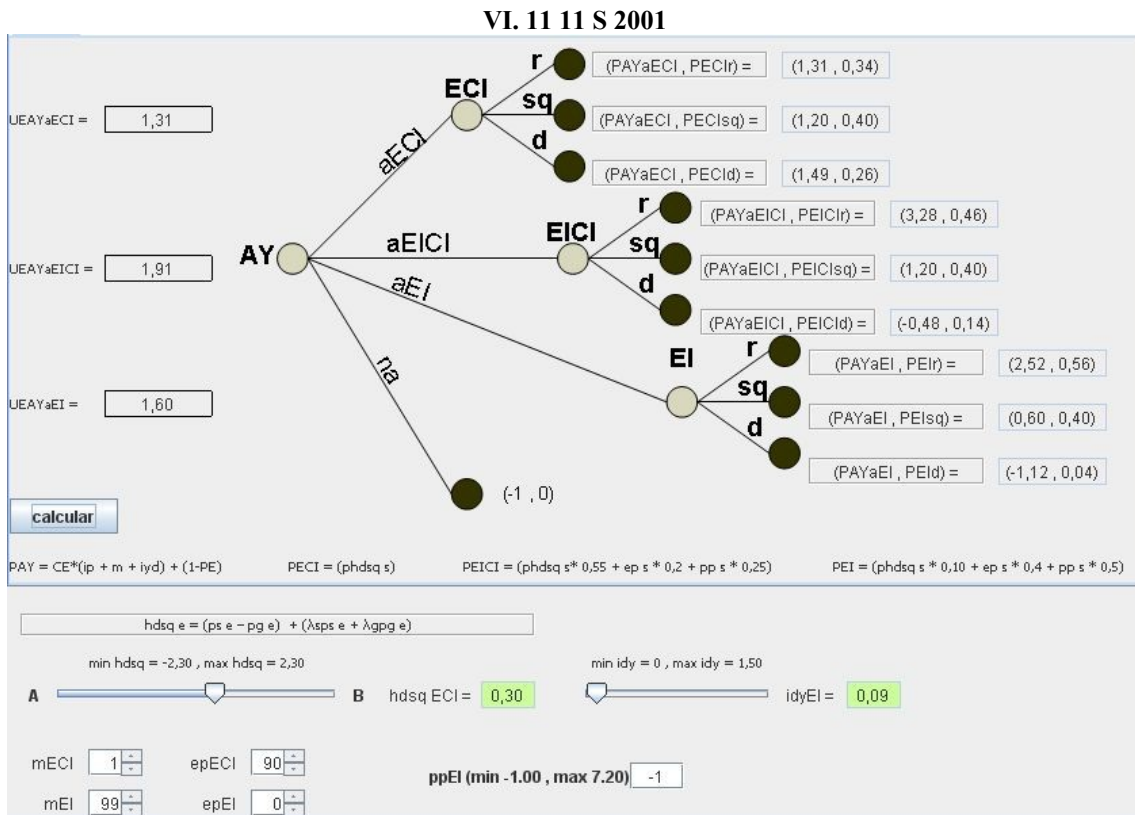 VI. 11 11 S 2001
r (PAYaECI , PECIr) = (1,31 , 0,34)
ECI
UEAYaECI = 1,31
sq (PAYaECI , PECIsq) = (1,20 , 0,40)
d (PAYaECI , PECId) = (1,49 , 0,26)
aECI
r (PAYaEICI , PEICIr) = (3,28 , 0,46)
EICI
UEAYaEICI = 1,91
AY
aEICI
sq (PAYaEICI , PEICIsq) = (1,20 , 0,40)
d (PAYaEICI , PEICId) = (-0,48 , 0,14)
aEI
EI
r (PAYaEI , PEIr) = (2,52 , 0,56)
na
UEAYaEI = 1,60
sq (PAYaEI , PEIsq) = (0,60 , 0,40)
d (PAYaEI , PEId) = (-1,12 , 0,04)
(-1 , 0)
calcular
PAY = CE*(ip + m + iyd) + (1-PE) PECI = (phdsq s) PEICI = (phdsq s* 0,55 + ep s * 0,2 + pp s * 0,25) PEI = (phdsq s * 0,10 + ep s * 0,4 + pp s * 0,5)
hdsq e = (ps e – pg e) + (λsps e + λgpg e)
min hdsq = -2,30 , max hdsq = 2,30 min idy = 0 , max idy = 1,50
A B hdsq ECI = 0,30 idyEI = 0,09
mECI 1 epECI 90
ppEI (min -1.00 , max 7.20) -1
mEI 99 epEI 0